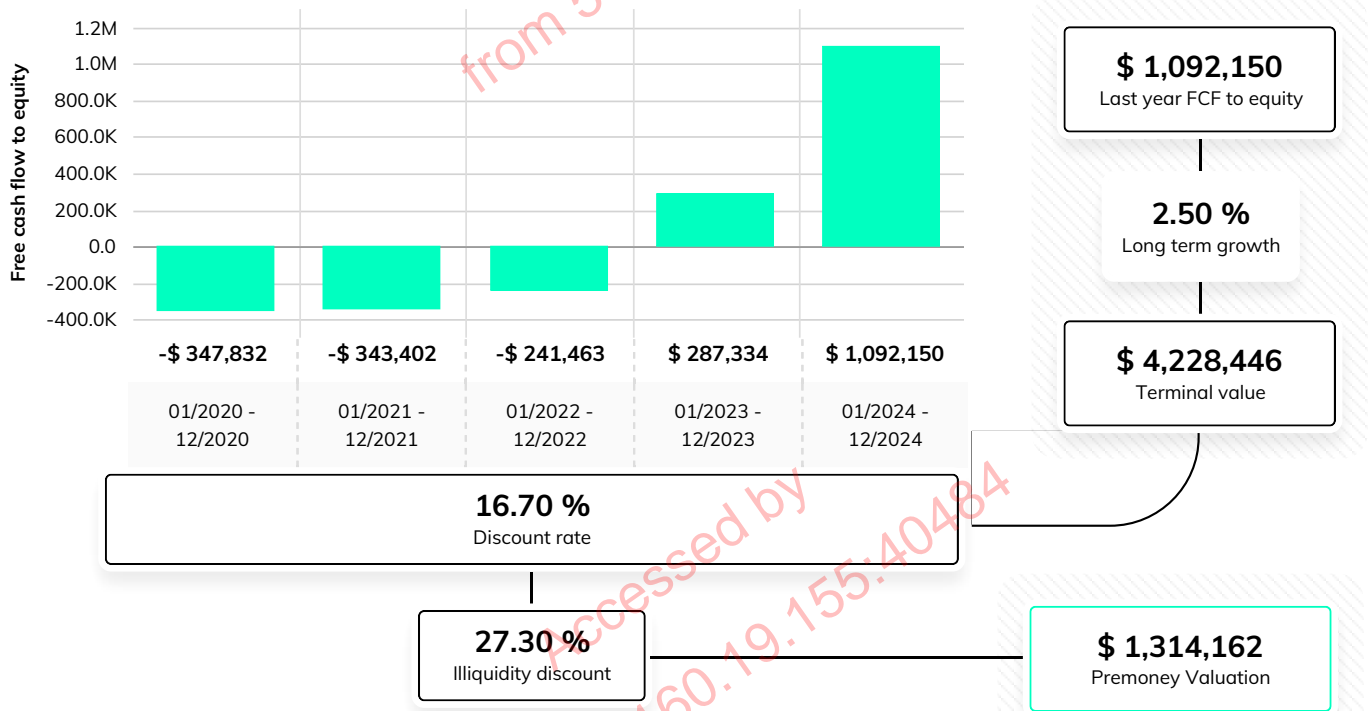 Free cash flow to equity
1.2M
1.0M
800.0K
600.0K
400.0K
200.0K
0.0
-200.0K
-400.0K
-$ 347,832
-$ 343,402
-$ 241,463
$ 287,334
$ 1,092,150
01/2020 -
12/2020
01/2021 -
12/2021
01/2022 -
12/2022
01/2023 -
12/2023
01/2024 -
12/2024
16.70 %
Discount rate
27.30 %
Illiquidity discount
$ 1,092,150
Last year FCF to equity
2.50 %
Long term growth
$ 4,228,446
Terminal value
$ 1,314,162
Premoney Valuation
from 5
Accessed by
160.19.155:40484